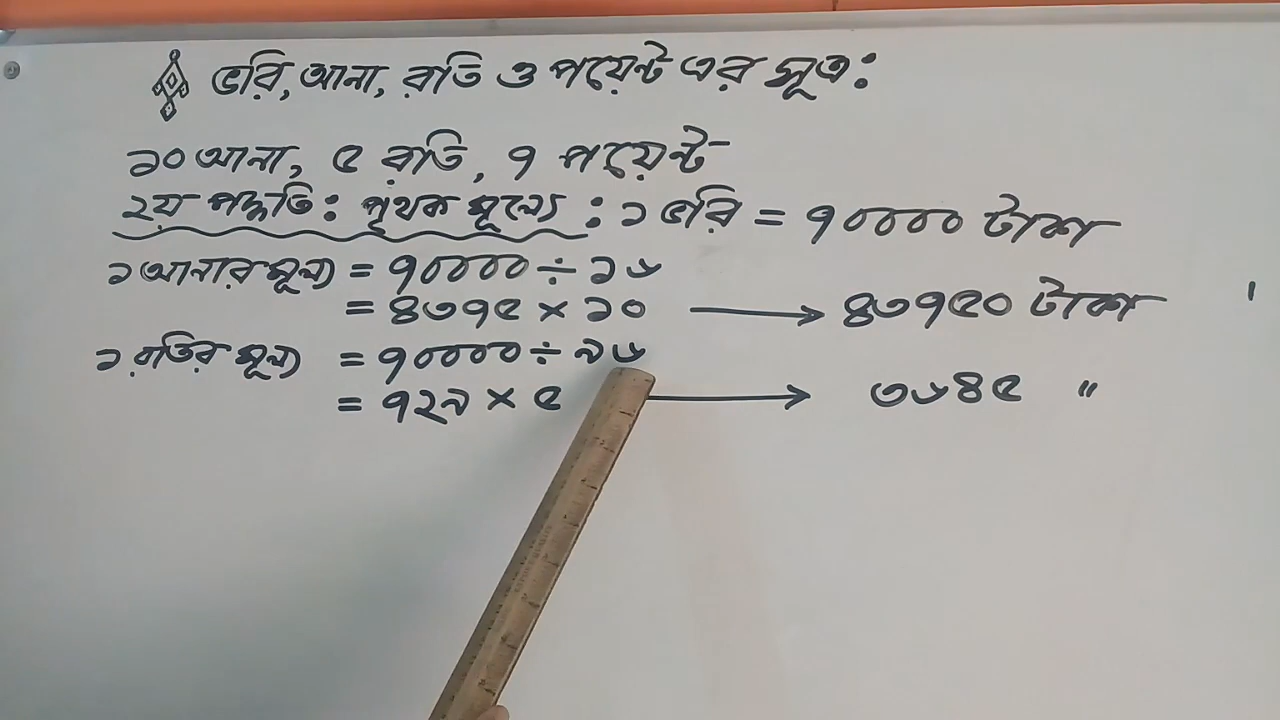 ভরি, আনা, রতি ও পয়েন্ট এর সূত্র:
১০ আনা, ৫ রতি, ৭ পয়েন্ট
২য় পদ্ধতি: পৃথক মূল্যে : ১ ভরি = ৭০০০০ টাকা
১ আনার মূল্য = ৭০০০০ ÷ ১৬
= ৪৩৭৫ × ১০ → ৪৩৭৫০ টাকা
১ রতির মূল্য = ৭০০০০ ÷ ৯৬
= ৭২৯ × ৫ → ৩৬৪৫ "